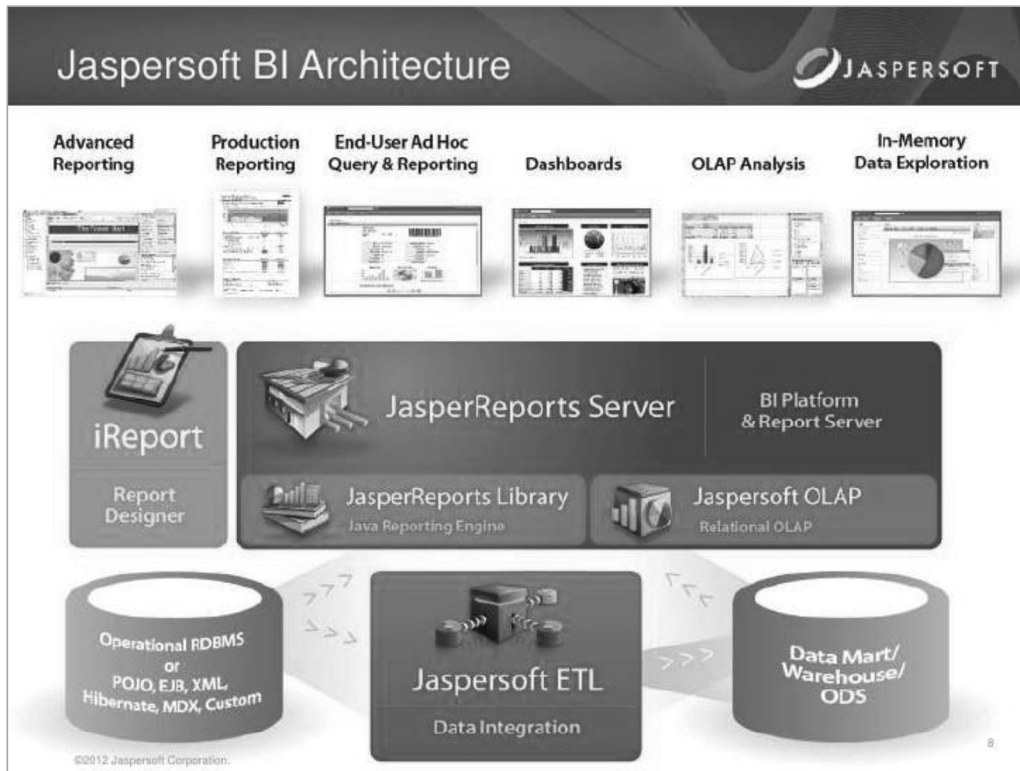 Jaspersoft BI Architecture
JASPERSOFT
Advanced
Reporting
Production
Reporting
End-User Ad Hoc
Query & Reporting
Dashboards
OLAP Analysis
In-Memory
Data Exploration
iReport
Report
Designer
JasperReports Server
BI Platform
& Report Server
JasperReports Library
Java Reporting Engine
Jaspersoft OLAP
Relational OLAP
Operational RDBMS
or
POJO, EJB, XML,
Hibernate, MDX, Custom
Jaspersoft ETL
Data Integration
Data Mart/
Warehouse/
ODS
©2012 Jaspersoft Corporation.
8